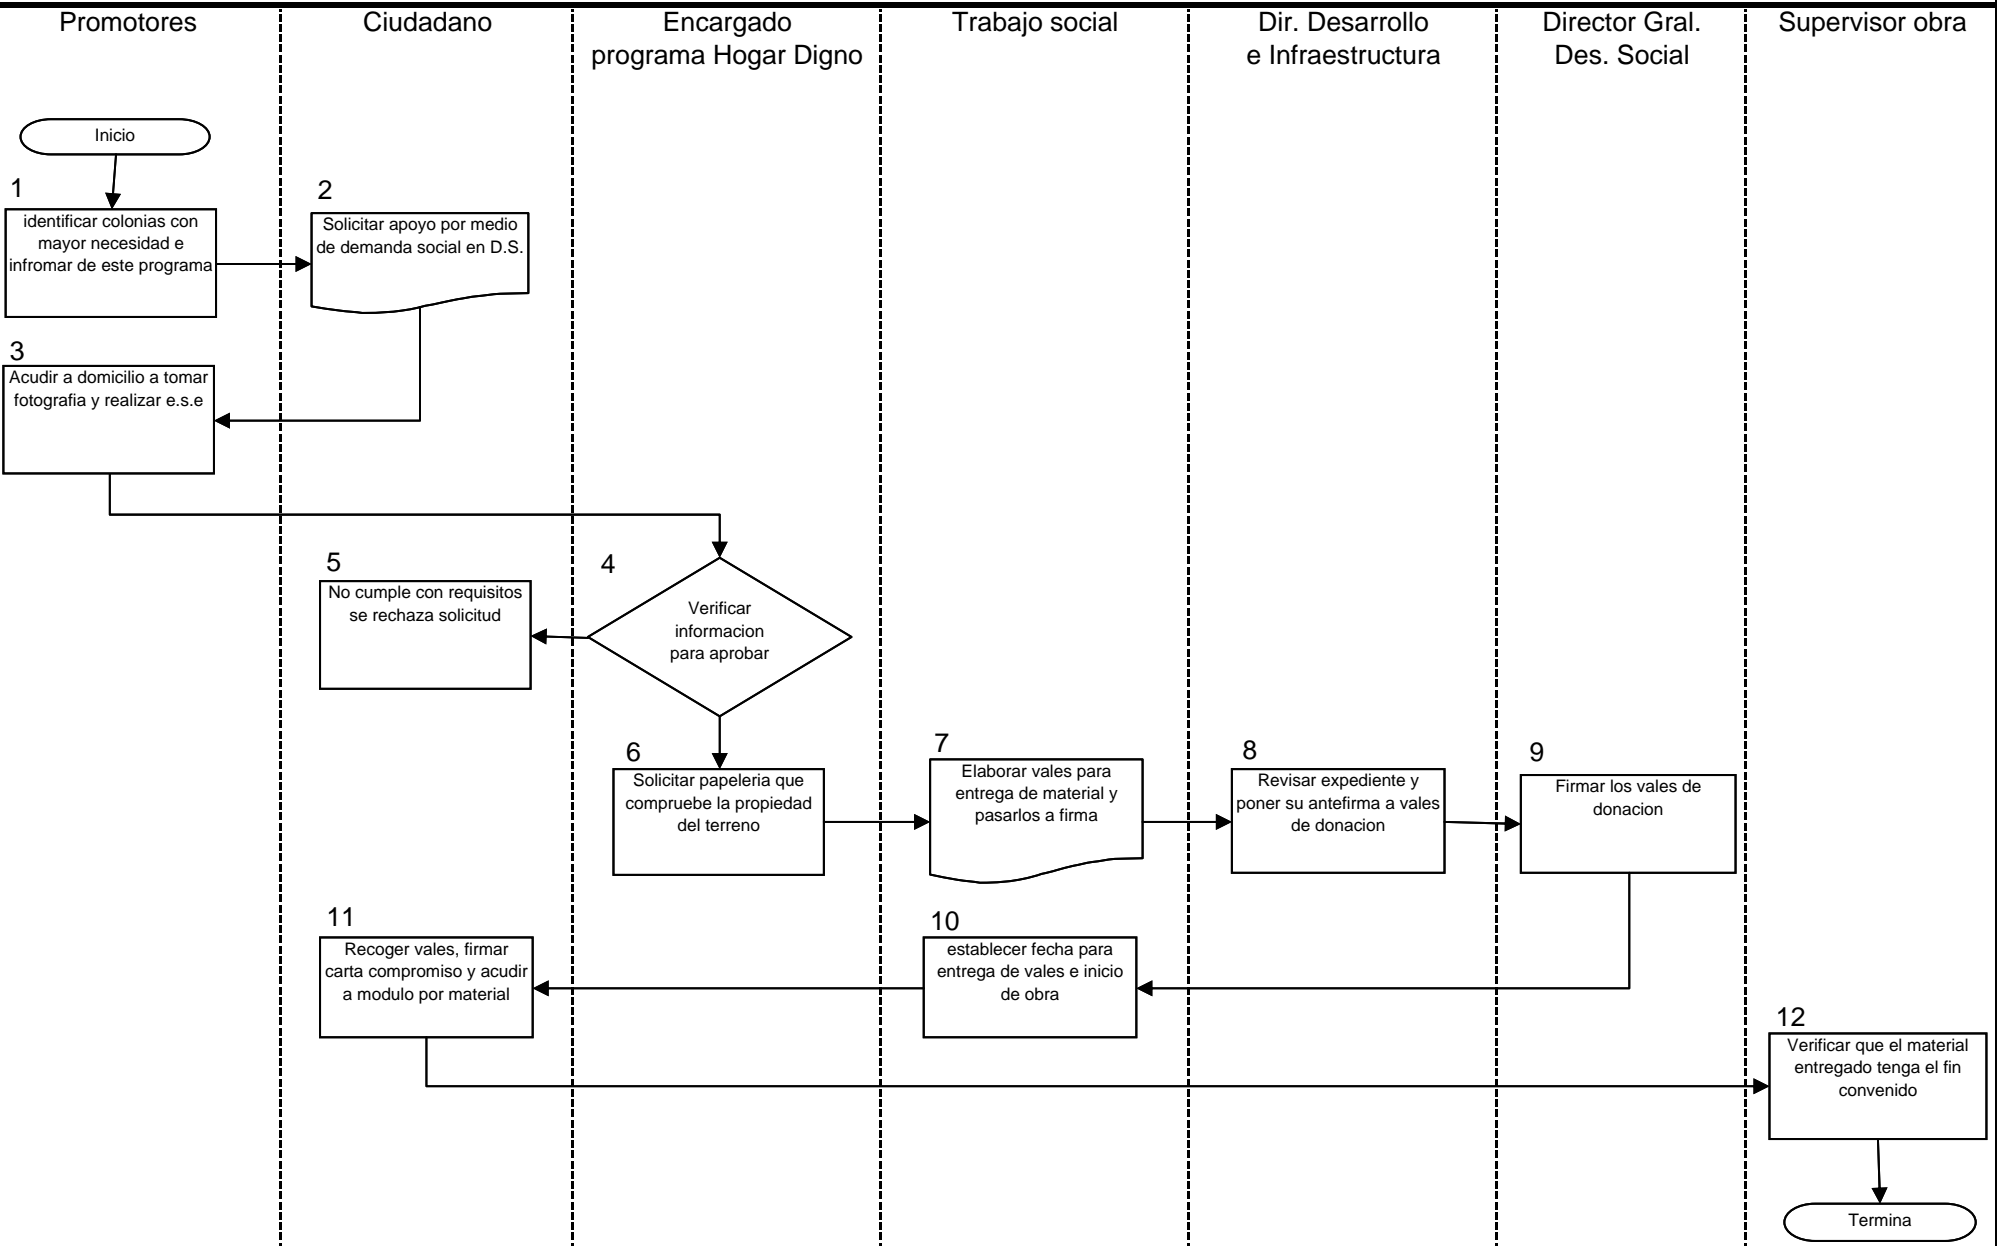 Promotores
Ciudadano
Encargado
programa Hogar Digno
Trabajo social
Dir. Desarrollo
e Infraestructura
Director Gral.
Des. Social
Supervisor obra
Inicio
1
identificar colonias con
mayor necesidad e
infromar de este programa
2
Solicitar apoyo por medio
de demanda social en D.S.
3
Acudir a domicilio a tomar
fotografia y realizar e.s.e
4
Verificar
informacion
para aprobar
5
No cumple con requisitos
se rechaza solicitud
6
Solicitar papeleria que
compruebe la propiedad
del terreno
7
Elaborar vales para
entrega de material y
pasarlos a firma
8
Revisar expediente y
poner su antefirma a vales
de donacion
9
Firmar los vales de
donacion
10
establecer fecha para
entrega de vales e inicio
de obra
11
Recoger vales, firmar
carta compromiso y acudir
a modulo por material
12
Verificar que el material
entregado tenga el fin
convenido
Termina